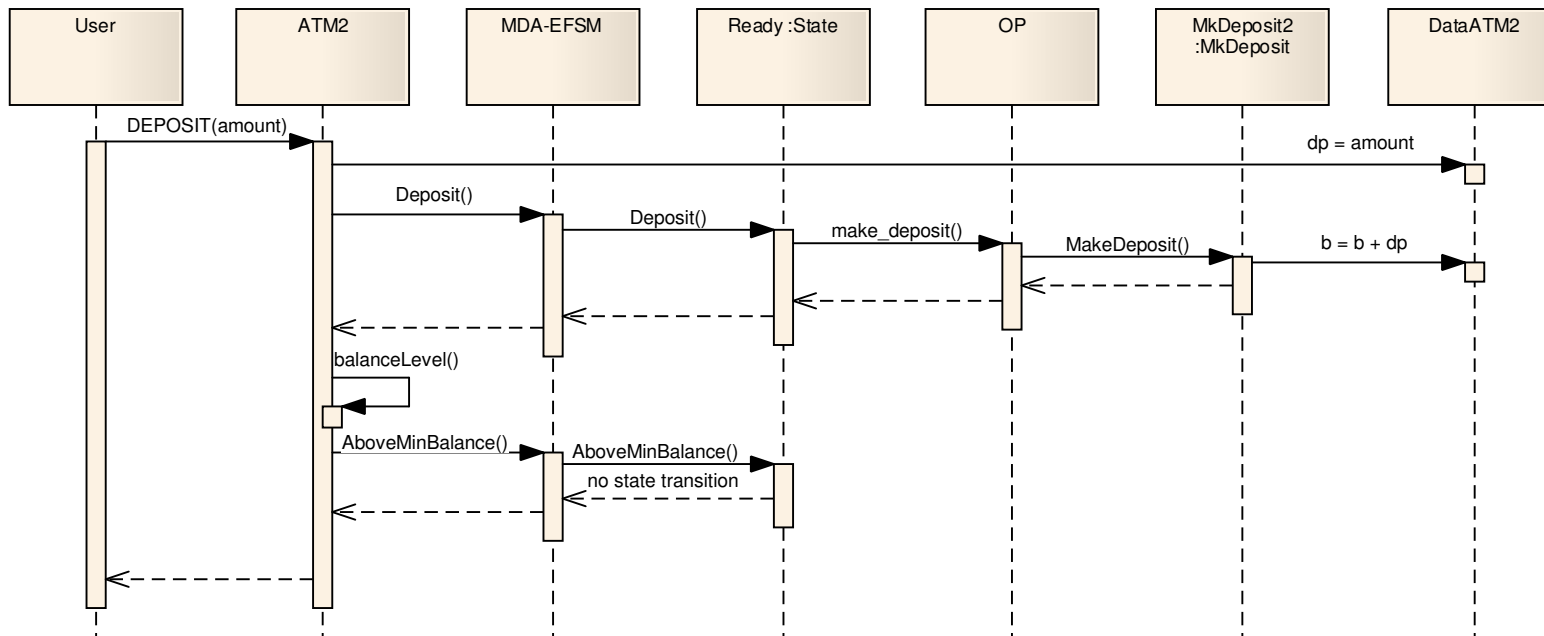 User
ATM2
MDA-EFSM
Ready :State
OP
MkDeposit2
:MkDeposit
DataATM2
DEPOSIT(amount)
dp = amount
Deposit()
Deposit()
make_deposit()
MakeDeposit()
b = b + dp
balanceLevel()
AboveMinBalance()
AboveMinBalance()
no state transition